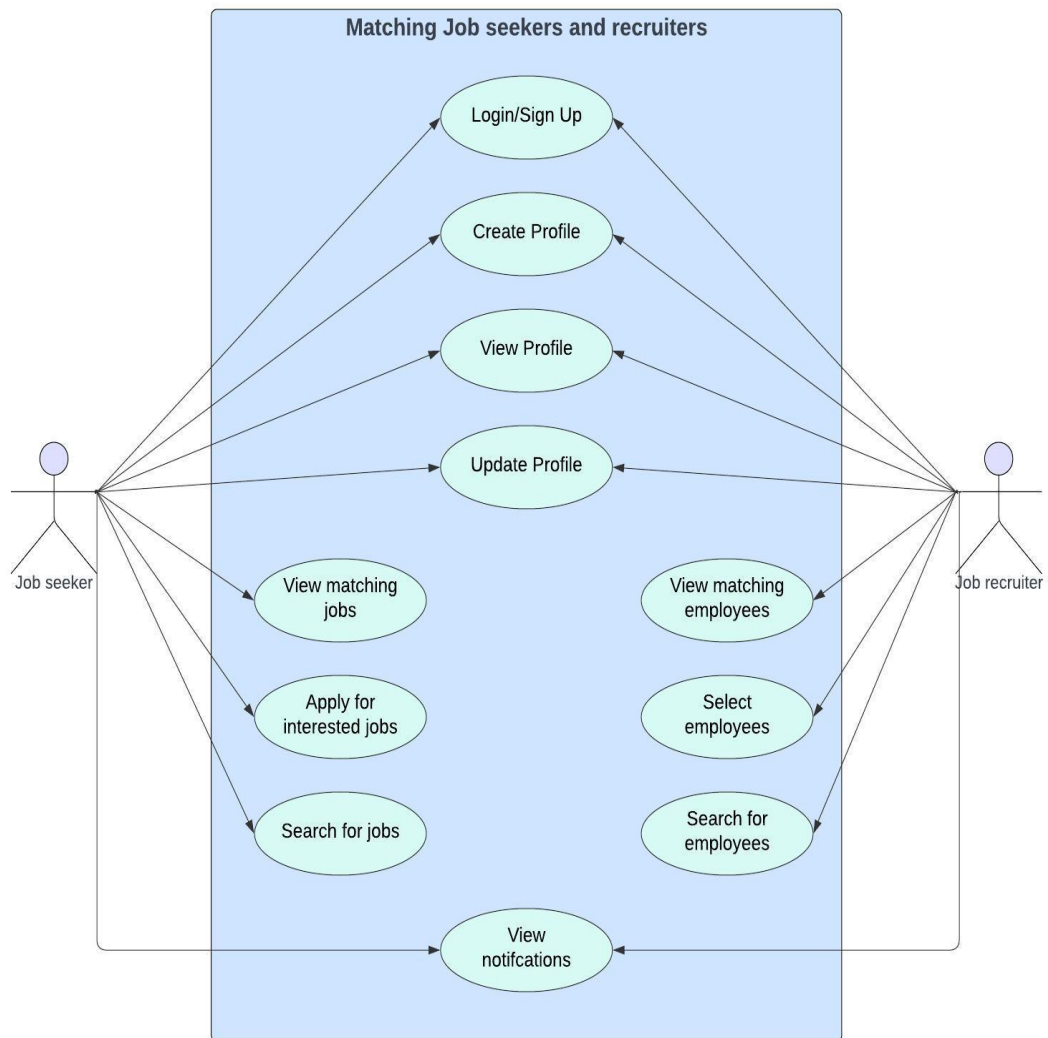 Matching Job seekers and recruiters
Login/Sign Up
Create Profile
View Profile
Update Profile
Job seeker
Job recruiter
View matching
jobs
View matching
employees
Apply for
interested jobs
Select
employees
Search for jobs
Search for
employees
View
notifcations